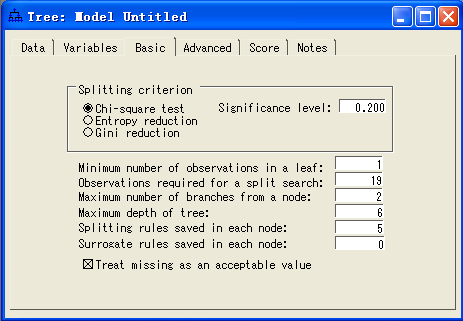 Tree: Model Untitled
Data Variables Basic Advanced Score Notes
Splitting criterion
Chi-square test Significance level: 0.200
Entropy reduction
Gini reduction
Minimum number of observations in a leaf: 1
Observations required for a split search: 19
Maximum number of branches from a node: 2
Maximum depth of tree: 6
Splitting rules saved in each node: 5
Surrogate rules saved in each node: 0
Treat missing as an acceptable value